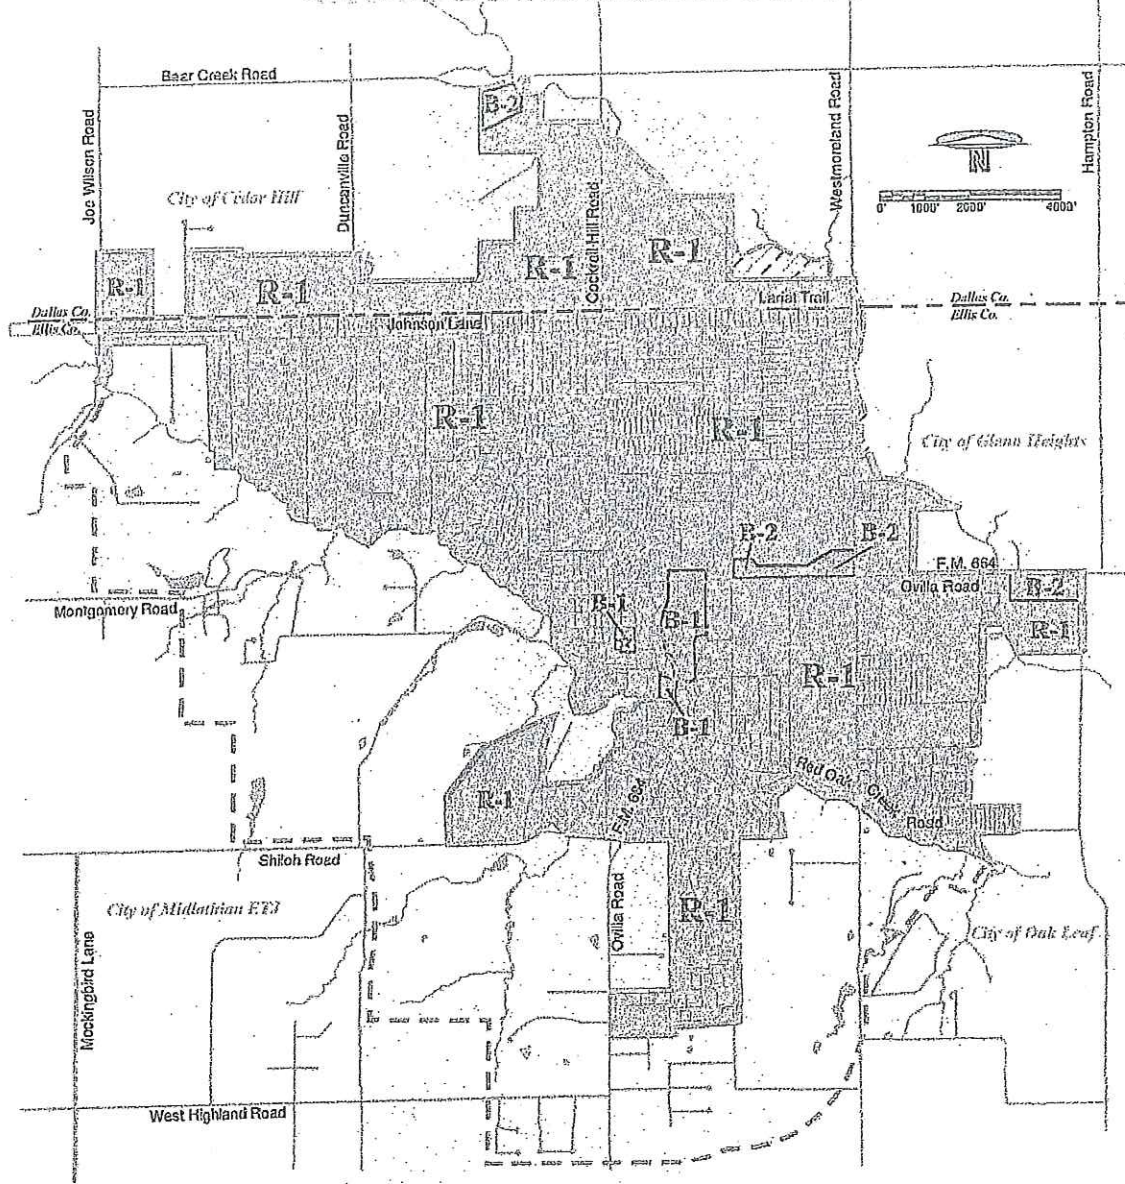 Bear Creek Road
B-2
Joe Wilson Road
Duncanville Road
Cockrell Hill Road
Westmoreland Road
Hampton Road
N
0' 1000' 2000' 4000'
City of Cedar Hill
R-1
R-1
R-1
R-1
Lariat Trail
Dallas Co.
Ellis Co.
Dallas Co.
Ellis Co.
Johnson Lane
R-1
R-1
City of Glenn Heights
B-2
B-2
F.M. 664
Ovilla Road
B-2
R-1
Montgomery Road
B-1
B-1
R-1
B-1
R-1
F.M. 664
Red Oak Creek Road
Shiloh Road
City of Midlothian ETJ
Mockingbird Lane
Ovilla Road
R-1
City of Oak Leaf
West Highland Road